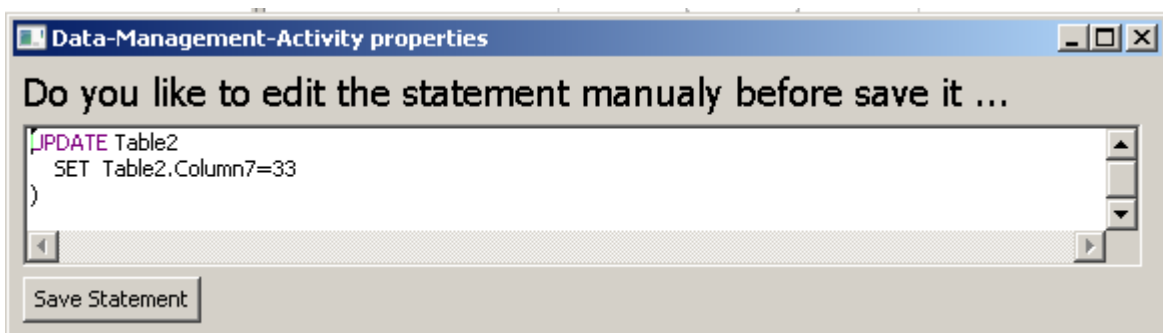 Data-Management-Activity properties
Do you like to edit the statement manualy before save it ...
UPDATE Table2
SET Table2.Column7=33
)
Save Statement